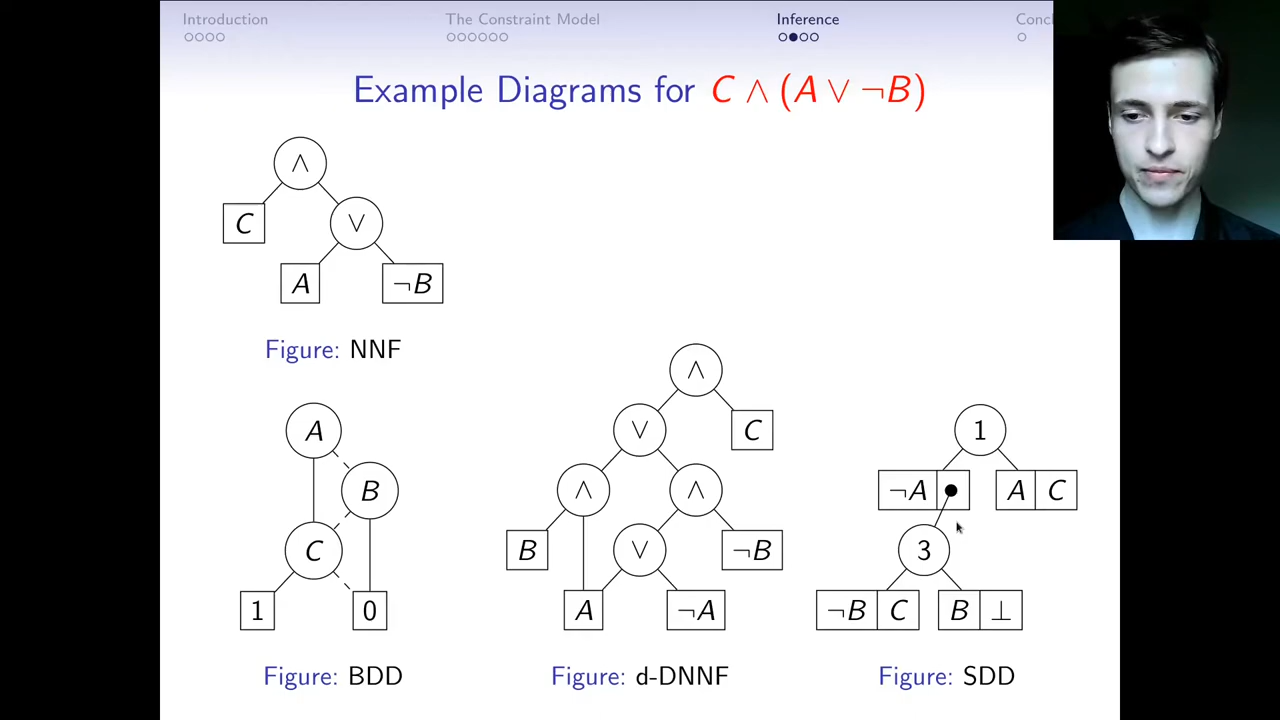 Introduction The Constraint Model Inference Conc
Example Diagrams for C ∧ (A ∨ ¬B)
∧
C ∨
A ¬B
Figure: NNF
A
B
C
1 0
Figure: BDD
∧
∨ C
∧ ∧
B ∨ ¬B
A ¬A
Figure: d-DNNF
1
¬A A C
3
¬B C B ⊥
Figure: SDD